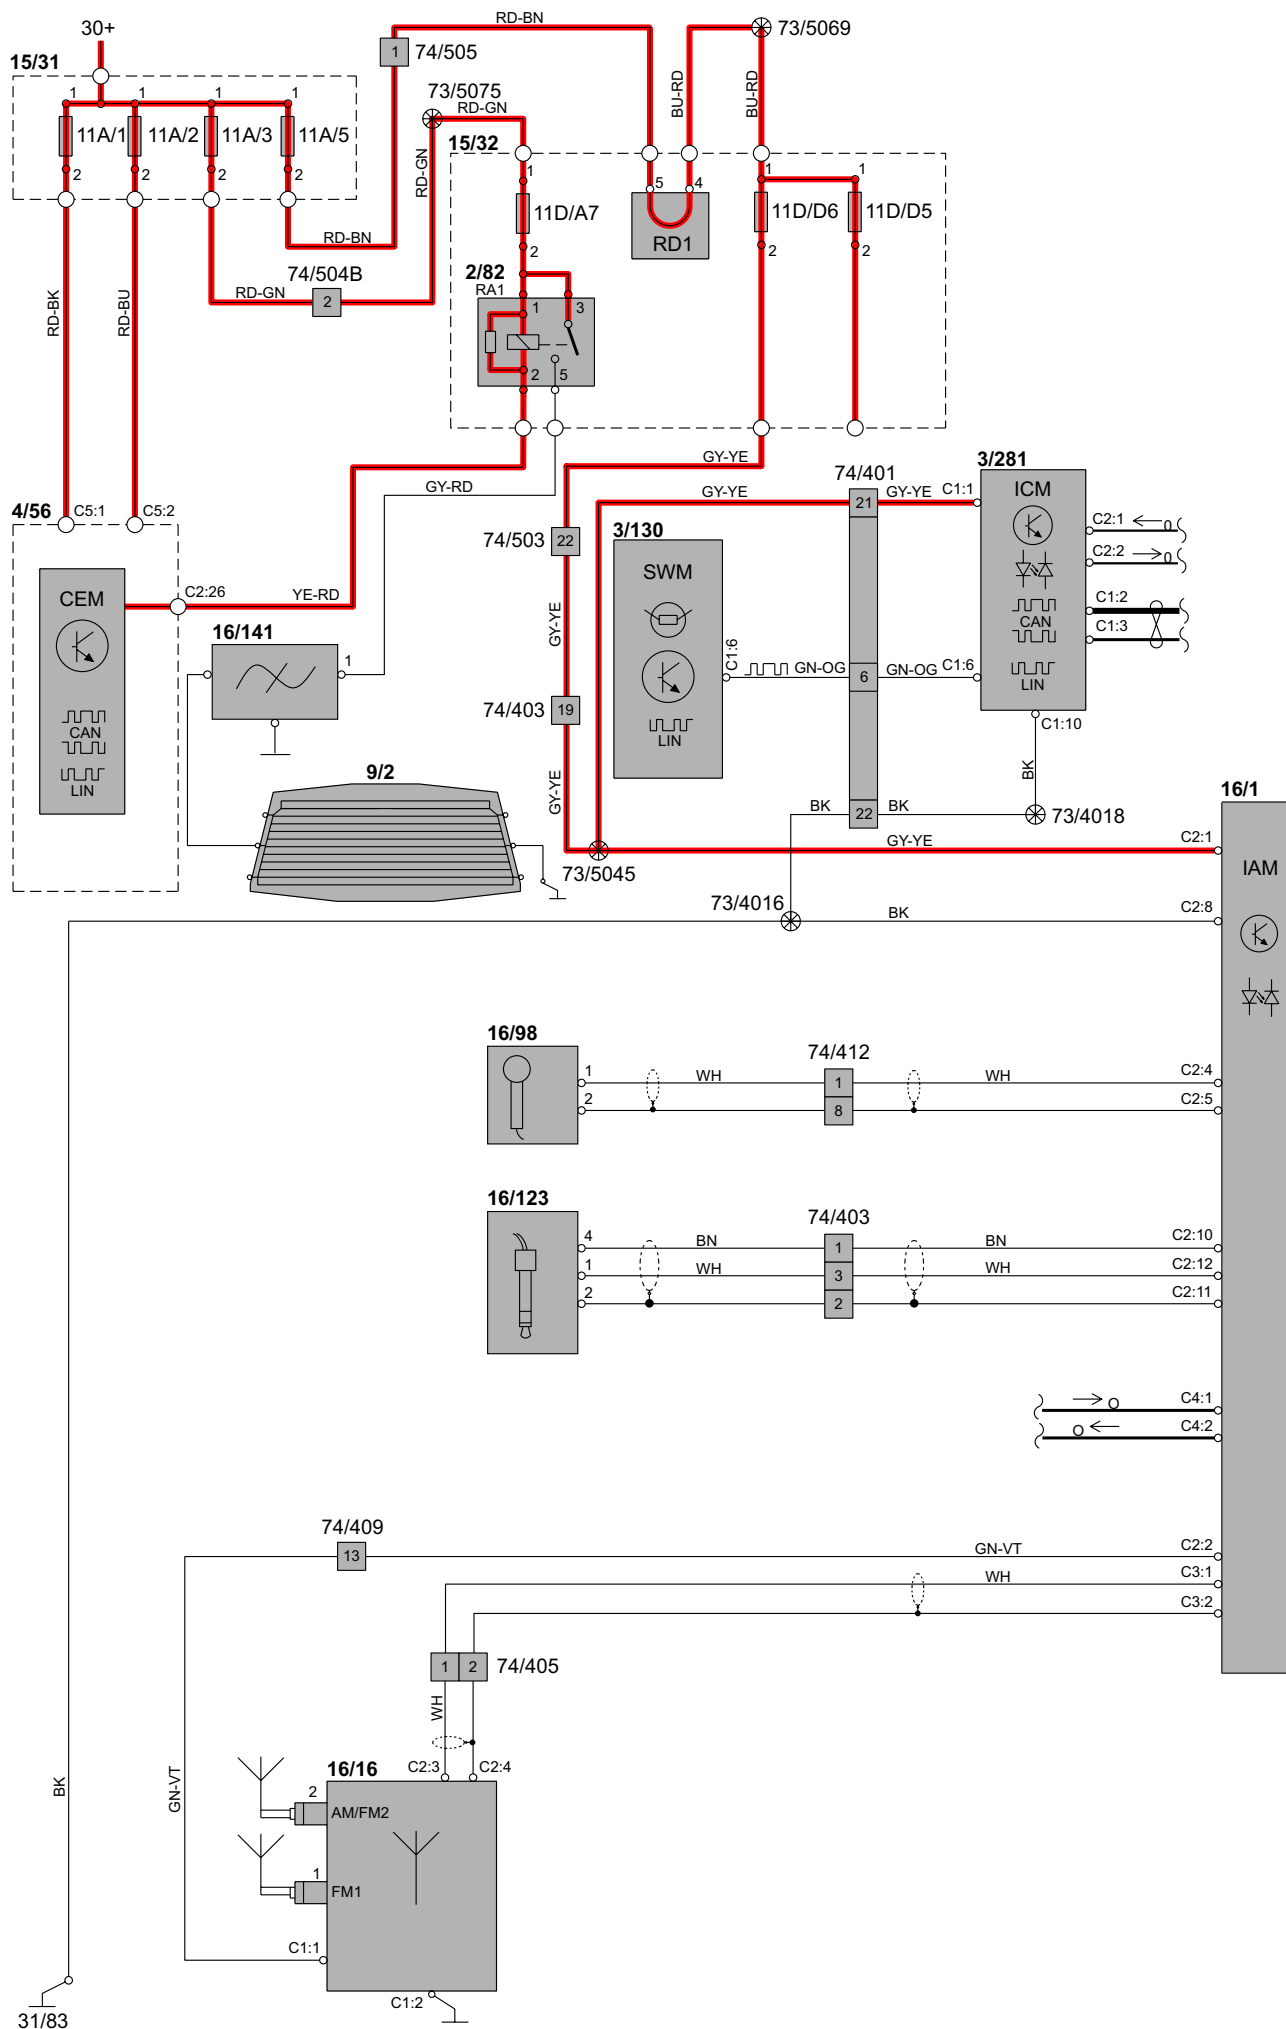 30+
RD-BN
73/5069
15/31
1
74/505
73/5075
RD-GN
BU-RD
BU-RD
1 1 1 1
11A/1 11A/2 11A/3 11A/5
2 2 2 2
RD-GN
15/32
1
5 4
1 1
11D/A7
RD1
11D/D6 11D/D5
2
2 2
RD-BN
74/504B
RD-GN
2
2/82
RA1
1 3
2 5
RD-BK
RD-BU
GY-YE
GY-RD
74/401
3/281
GY-YE
21
GY-YE
C1:1
ICM
4/56
C5:1
C5:2
C2:1
0
C2:2
0
74/503
22
3/130
SWM
C1:2
CAN
C1:3
CEM
C2:26
YE-RD
GY-YE
16/141
1
C1:6
GN-OG
6
GN-OG
C1:6
LIN
CAN
LIN
74/403
19
LIN
C1:10
BK
9/2
GY-YE
16/1
BK
22
BK
73/4018
GY-YE
C2:1
73/5045
IAM
73/4016
BK
C2:8
16/98
74/412
1
WH
1
WH
C2:4
2
8
C2:5
16/123
74/403
4
BN
1
BN
C2:10
1
WH
3
WH
C2:12
2
2
C2:11
O
C4:1
O
C4:2
74/409
13
GN-VT
C2:2
WH
C3:1
C3:2
1 2
74/405
WH
BK
GN-VT
16/16
C2:3
C2:4
2
AM/FM2
1
FM1
C1:1
C1:2
31/83